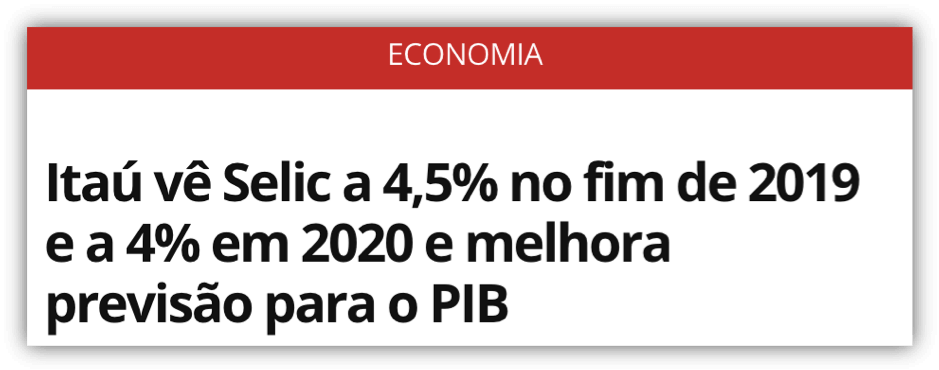 ECONOMIA
Itaú vê Selic a 4,5% no fim de 2019
e a 4% em 2020 e melhora
previsão para o PIB